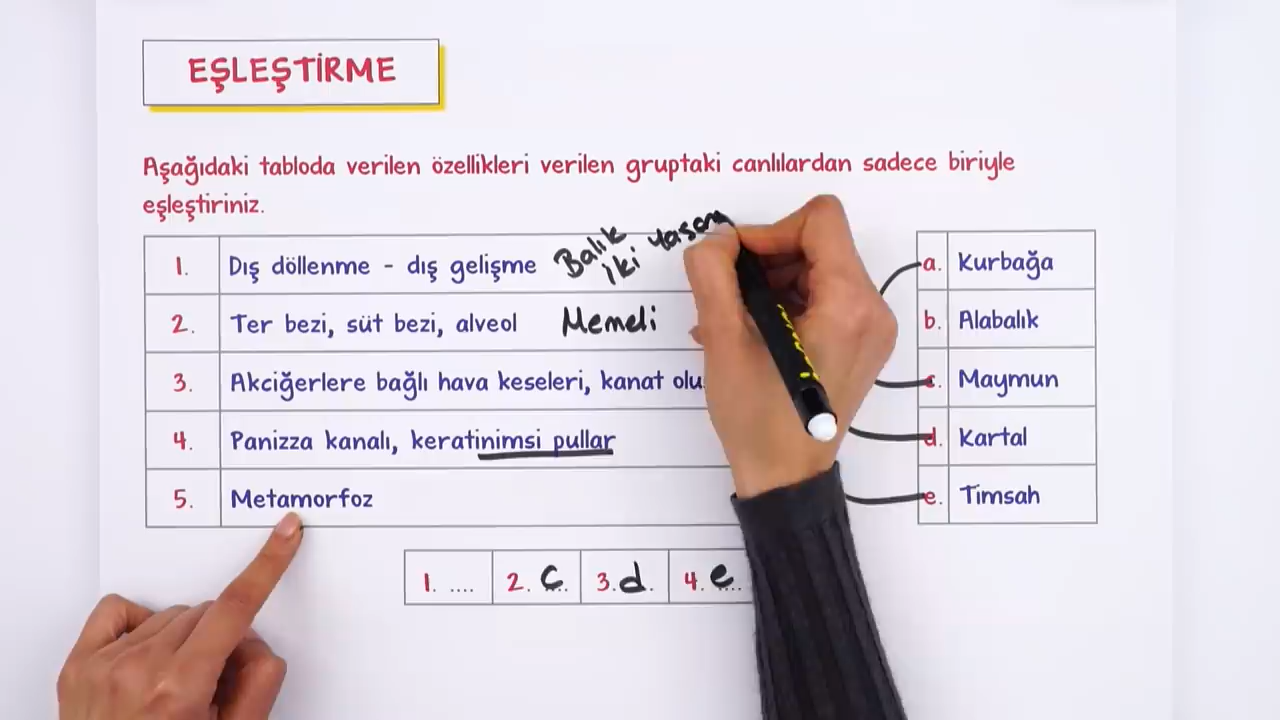 EŞLEŞTİRME
Aşağıdaki tabloda verilen özellikleri verilen gruptaki canlılardan sadece biriyle
eşleştiriniz.
1. Dış döllenme - dış gelişme Balık
iki yaşam
2. Ter bezi, süt bezi, alveol Memeli
3. Akciğerlere bağlı hava keseleri, kanat
4. Panizza kanalı, keratinimsi pullar
5. Metamorfoz
a. Kurbağa
b. Alabalık
c. Maymun
d. Kartal
e. Timsah
1. .... 2. c 3. d 4. e